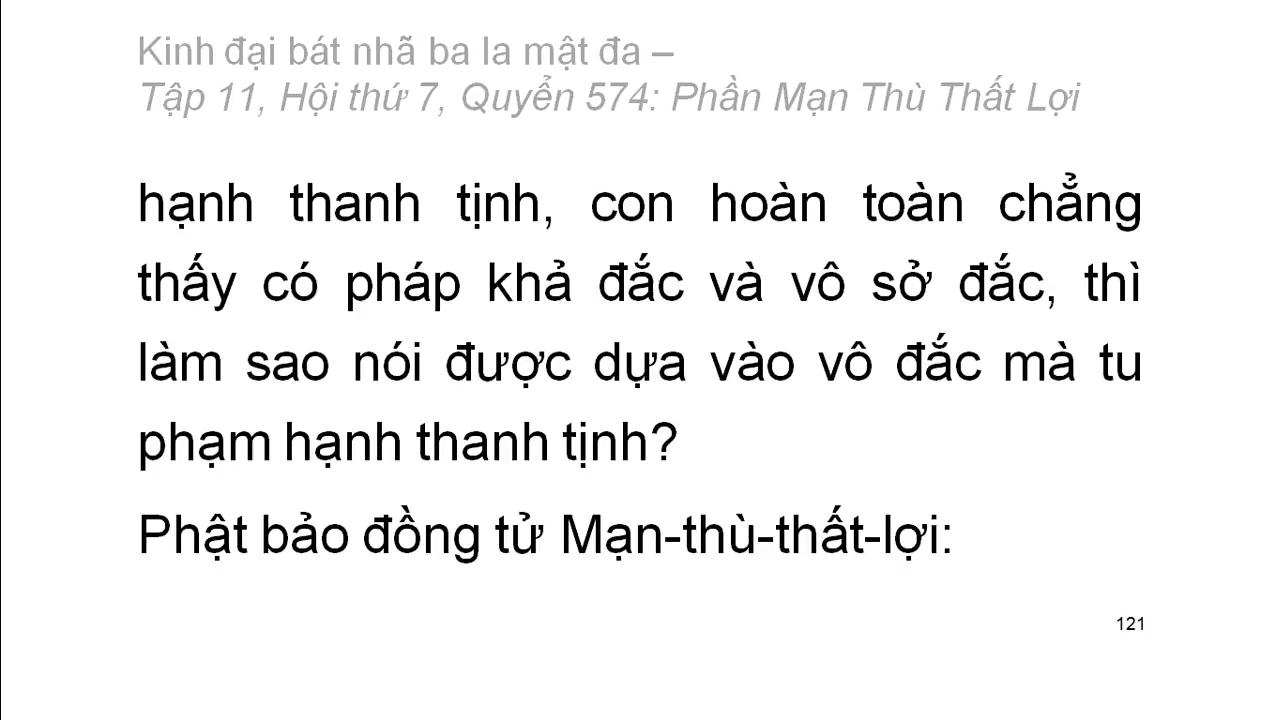 Kinh đại bát nhã ba la mật đa –
Tập 11, Hội thứ 7, Quyển 574: Phần Mạn Thù Thất Lợi
hạnh thanh tịnh, con hoàn toàn chẳng
thấy có pháp khả đắc và vô sở đắc, thì
làm sao nói được dựa vào vô đắc mà tu
phạm hạnh thanh tịnh?
Phật bảo đồng tử Mạn-thù-thất-lợi:
121